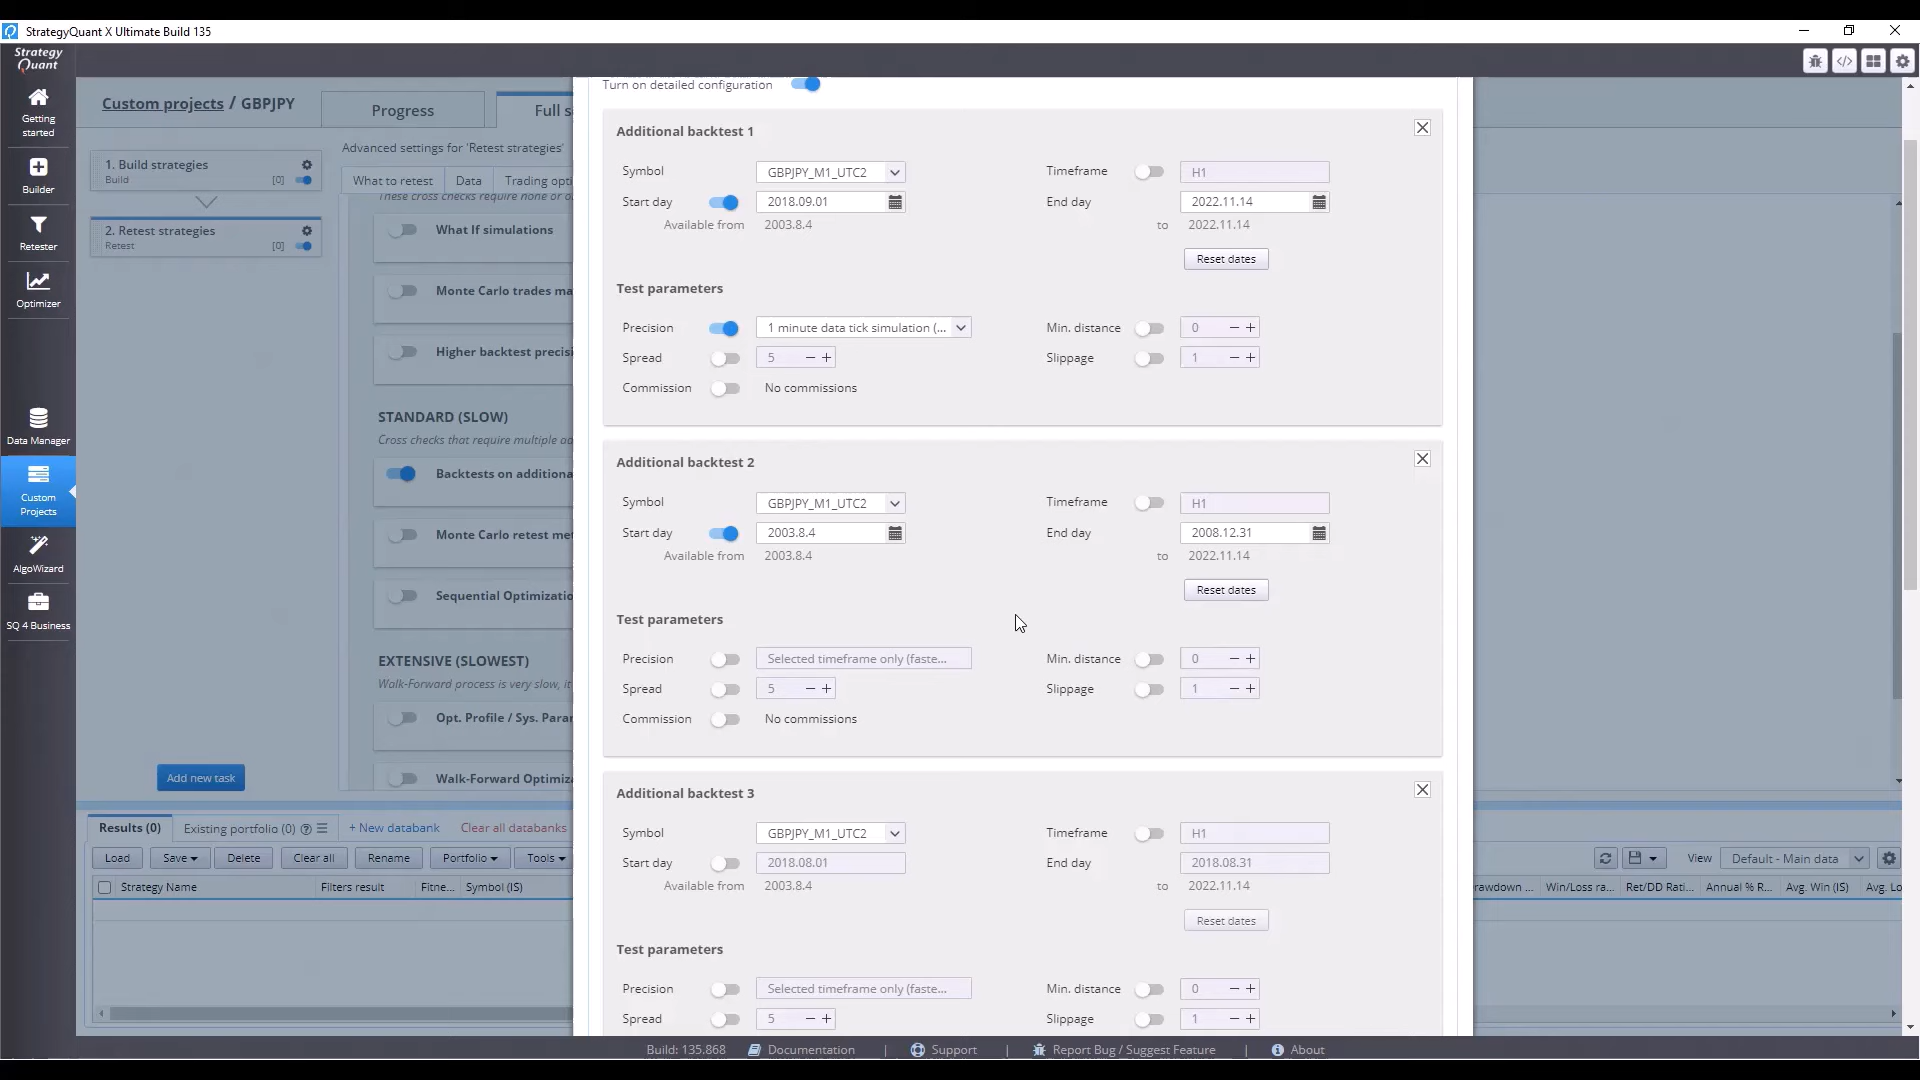 StrategyQuant X Ultimate Build 135
Strategy
Quant
Getting
started
Builder
Retester
Optimizer
Data Manager
Custom
Projects
AlgoWizard
SQ 4 Business
Custom projects / GBPJPY
Progress
Full s
1. Build strategies
Build
[0]
2. Retest strategies
Retest
[0]
Add new task
Advanced settings for 'Retest strategies'
What to retest
Data
Trading opti
These cross checks require none or
What If simulations
Monte Carlo trades ma
Higher backtest precisi
STANDARD (SLOW)
Cross checks that require multiple ad
Backtests on additiona
Monte Carlo retest met
Sequential Optimizatio
EXTENSIVE (SLOWEST)
Walk-Forward process is very slow, it
Opt. Profile / Sys. Para
Walk-Forward Optimiza
Turn on detailed configuration
Additional backtest 1
Symbol GBPJPY_M1_UTC2 Timeframe H1
Start day 2018.09.01 End day 2022.11.14
Available from 2003.8.4 to 2022.11.14
Reset dates
Test parameters
Precision 1 minute data tick simulation (... Min. distance 0
Spread 5 Slippage 1
Commission No commissions
Additional backtest 2
Symbol GBPJPY_M1_UTC2 Timeframe H1
Start day 2003.8.4 End day 2008.12.31
Available from 2003.8.4 to 2022.11.14
Reset dates
Test parameters
Precision Selected timeframe only (faste... Min. distance 0
Spread 5 Slippage 1
Commission No commissions
Additional backtest 3
Symbol GBPJPY_M1_UTC2 Timeframe H1
Start day 2018.08.01 End day 2018.08.31
Available from 2003.8.4 to 2022.11.14
Reset dates
Test parameters
Precision Selected timeframe only (faste... Min. distance 0
Spread 5 Slippage 1
Results (0) Existing portfolio (0) + New databank Clear all databanks
Load Save Delete Clear all Rename Portfolio Tools View Default - Main data
Strategy Name Filters result Fitne... Symbol (IS) rawdown ... Win/Loss ra... Ret/DD Rati... Annual % R... Avg. Win (IS) Avg. Lo
Build: 135.868 Documentation | Support | Report Bug / Suggest Feature | About